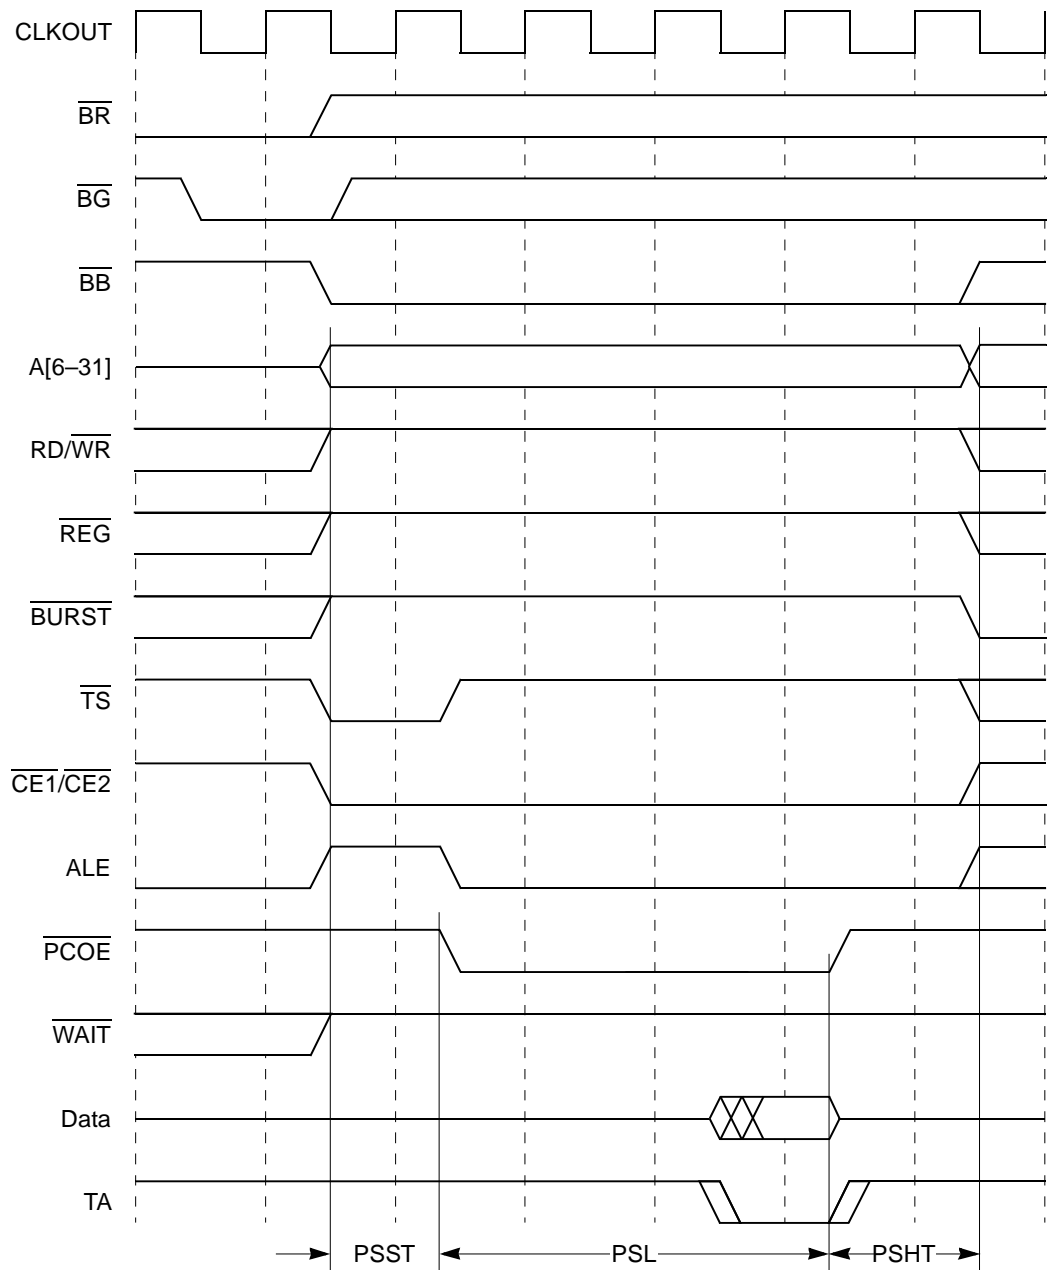 CLKOUT
BR
BG
BB
A[6–31]
RD/WR
REG
BURST
TS
CE1/CE2
ALE
PCOE
WAIT
Data
TA
PSST PSL PSHT